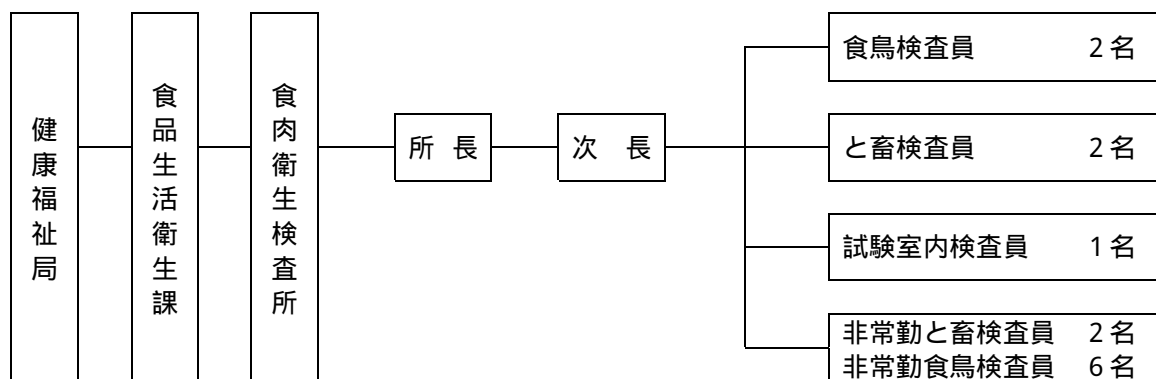 健康福祉局
食品生活衛生課
食肉衛生検査所
所 長
次 長
食鳥検査員 2名
と畜検査員 2名
試験室内検査員 1名
非常勤と畜検査員 2名
非常勤食鳥検査員 6名